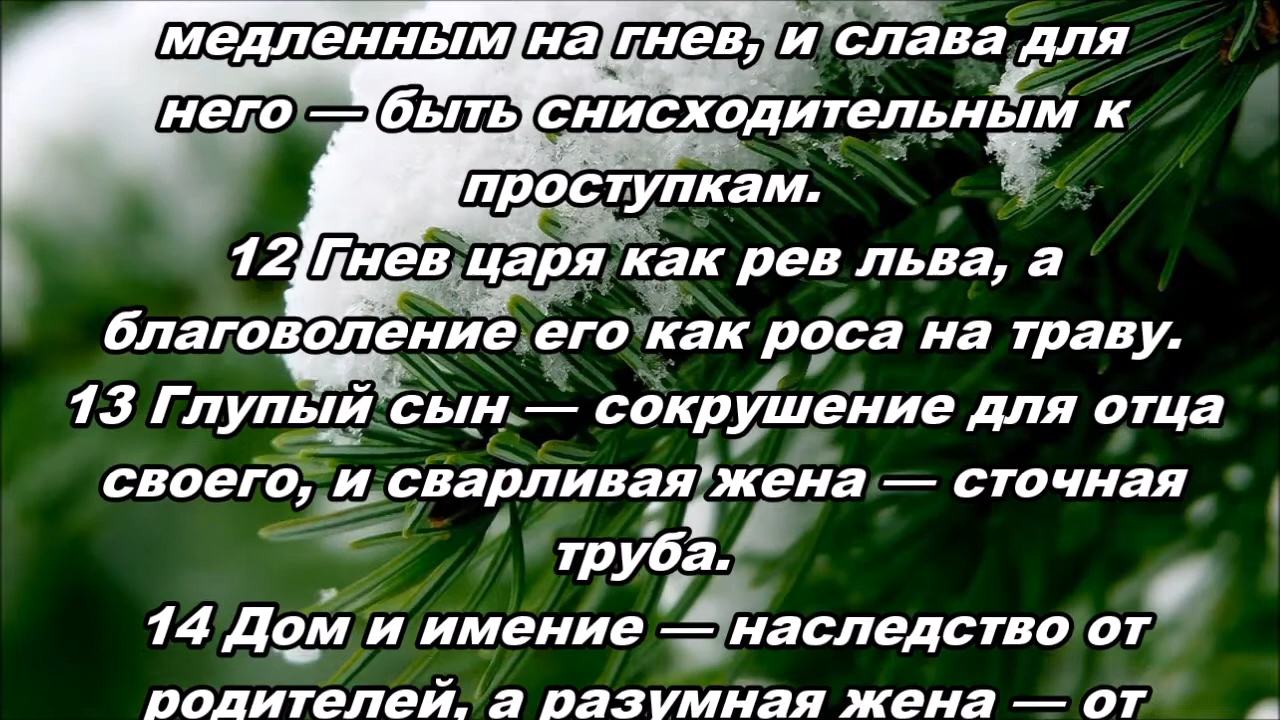 медленным на гнев, и слава для
него — быть снисходительным к
проступкам.
12 Гнев царя как рев льва, а
благоволение его как роса на траву.
13 Глупый сын — сокрушение для отца
своего, и сварливая жена — сточная
труба.
14 Дом и имение — наследство от
родителей, а разумная жена — от